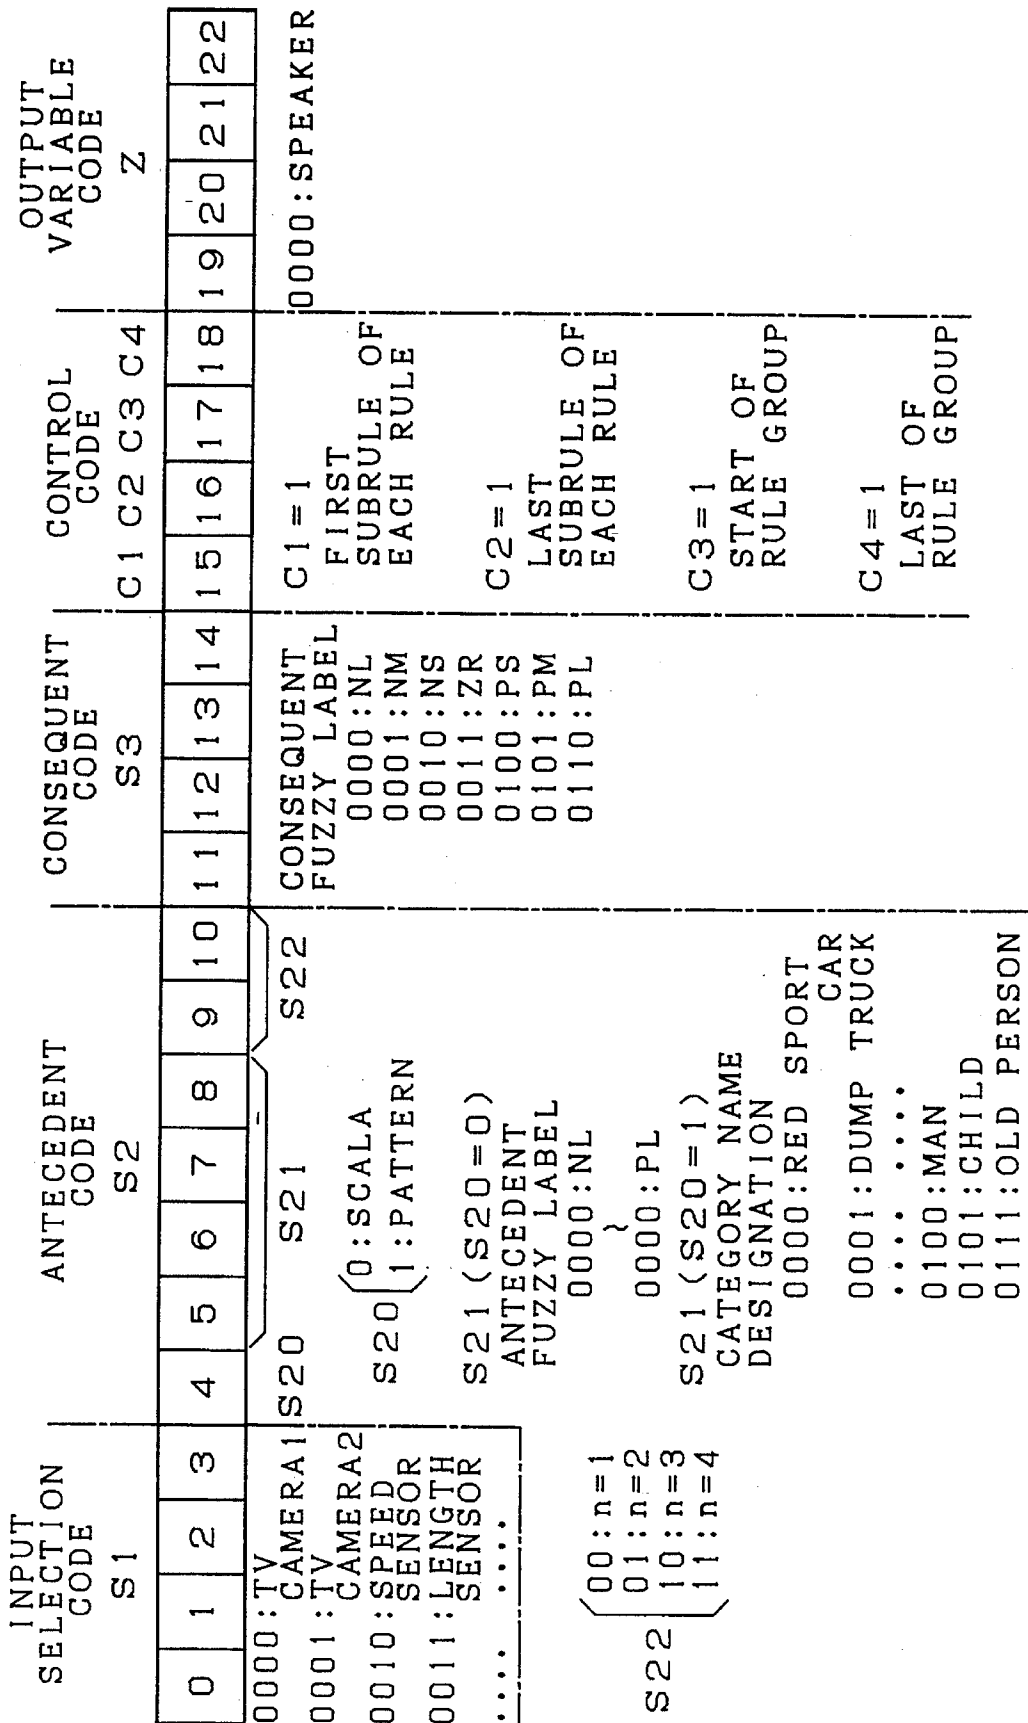 INPUT
SELECTION
CODE
S1
ANTECEDENT
CODE
S2
CONSEQUENT
CODE
S3
CONTROL
CODE
C1 C2 C3 C4
OUTPUT
VARIABLE
CODE
Z
0 1 2 3 4 5 6 7 8 9 10 11 12 13 14 15 16 17 18 19 20 21 22
0000:TV
CAMERA1
0001:TV
CAMERA2
0010:SPEED
SENSOR
0011:LENGTH
SENSOR
.... ....
S22
00:n=1
01:n=2
10:n=3
11:n=4
S20
S21
S22
S20
0:SCALA
1:PATTERN
S21(S20=0)
ANTECEDENT
FUZZY LABEL
0000:NL
~
0000:PL
S21(S20=1)
CATEGORY NAME
DESIGNATION
0000:RED SPORT
CAR
0001:DUMP TRUCK
.... ....
0100:MAN
0101:CHILD
0111:OLD PERSON
CONSEQUENT
FUZZY LABEL
0000:NL
0001:NM
0010:NS
0011:ZR
0100:PS
0101:PM
0110:PL
C1=1
FIRST
SUBRULE OF
EACH RULE
C2=1
LAST
SUBRULE OF
EACH RULE
C3=1
START OF
RULE GROUP
C4=1
LAST OF
RULE GROUP
0000:SPEAKER